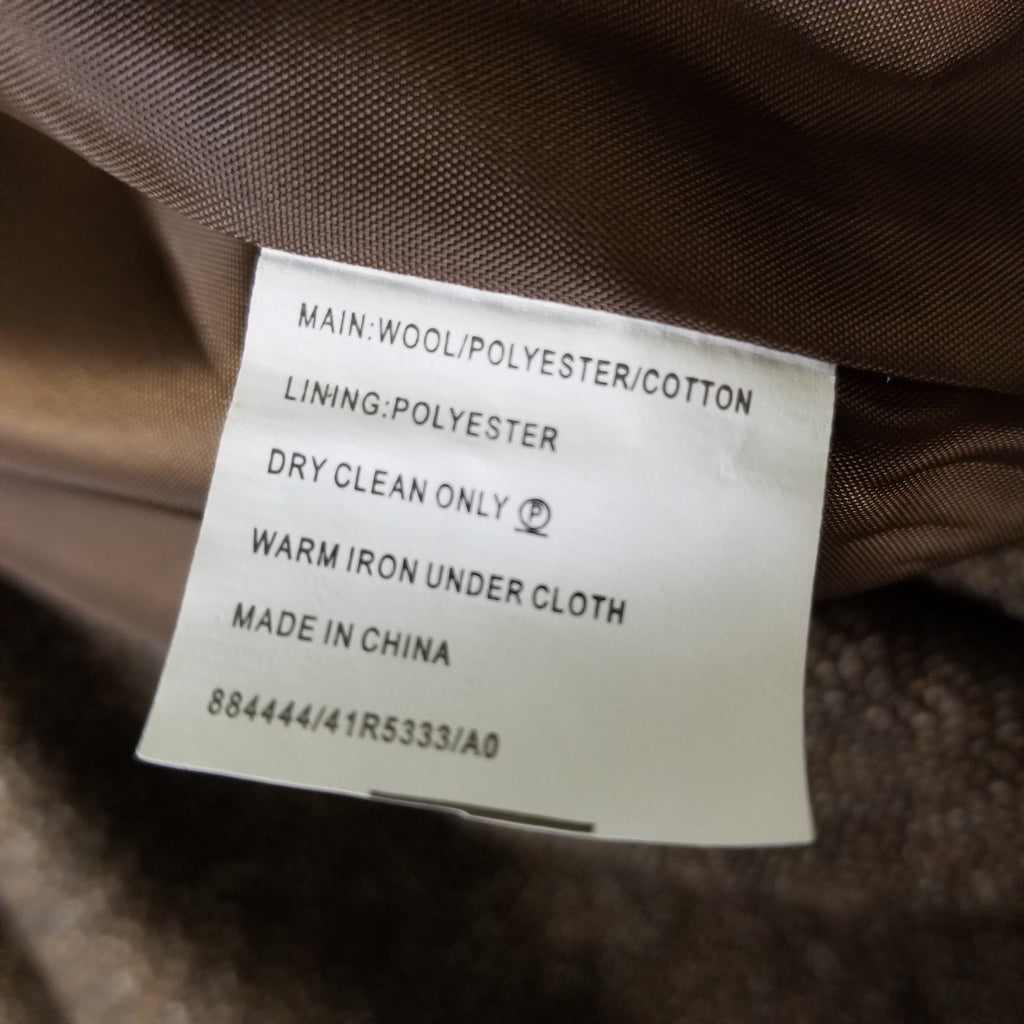 MAIN:WOOL/POLYESTER/COTTON
LINING:POLYESTER
DRY CLEAN ONLY Ⓟ
WARM IRON UNDER CLOTH
MADE IN CHINA
884444/41R5333/A0